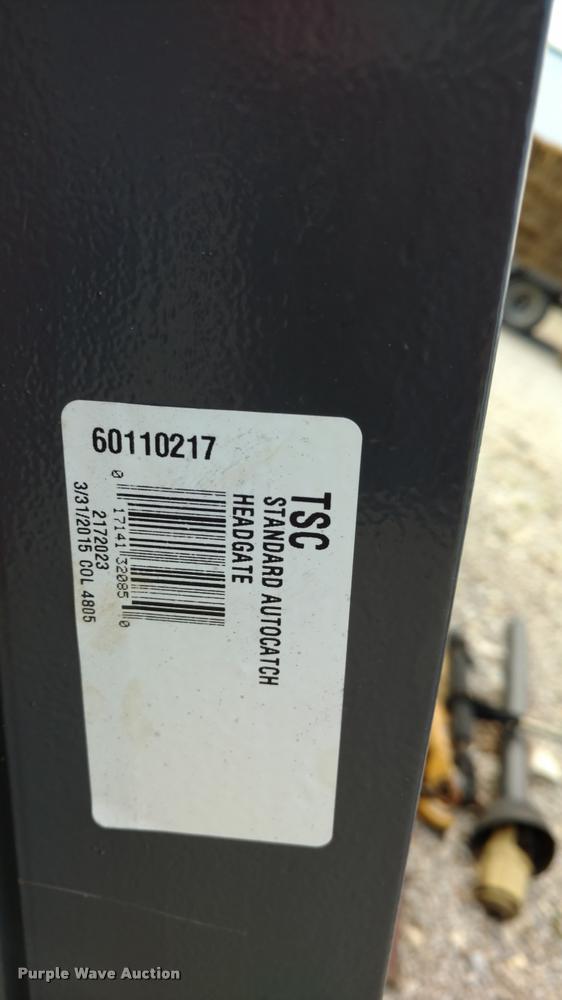 60110217
TSC
STANDARD AUTOCATCH
HEADGATE
0 17141 32085 0
2172023
3/31/2015 COL 4805
Purple Wave Auction